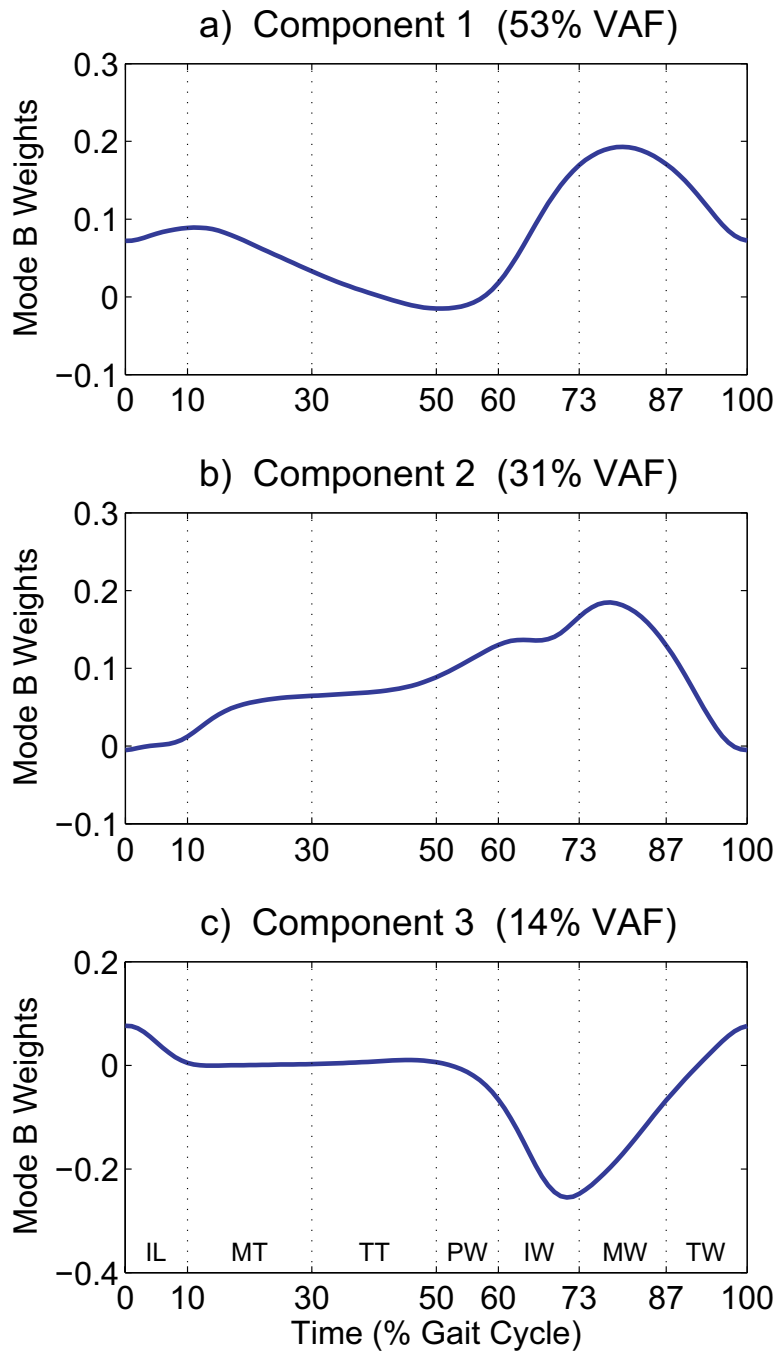 a) Component 1 (53% VAF)
Mode B Weights
0.3
0.2
0.1
0
−0.1
0 10 30 50 60 73 87 100
b) Component 2 (31% VAF)
Mode B Weights
0.3
0.2
0.1
0
−0.1
0 10 30 50 60 73 87 100
c) Component 3 (14% VAF)
Mode B Weights
0.2
0
−0.2
−0.4
IL MT TT PW IW MW TW
0 10 30 50 60 73 87 100
Time (% Gait Cycle)